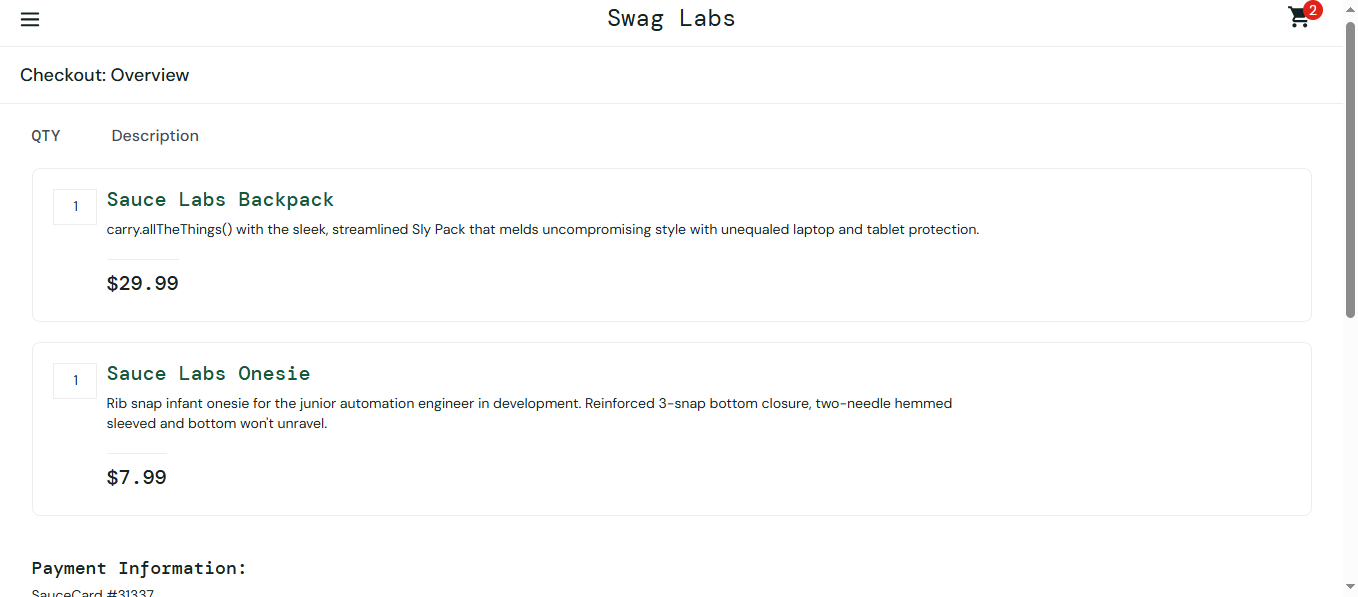 Swag Labs
2
Checkout: Overview
QTY Description
1
Sauce Labs Backpack
carry.allTheThings() with the sleek, streamlined Sly Pack that melds uncompromising style with unequaled laptop and tablet protection.
$29.99
1
Sauce Labs Onesie
Rib snap infant onesie for the junior automation engineer in development. Reinforced 3-snap bottom closure, two-needle hemmed
sleeved and bottom won't unravel.
$7.99
Payment Information:
SauceCard #31337